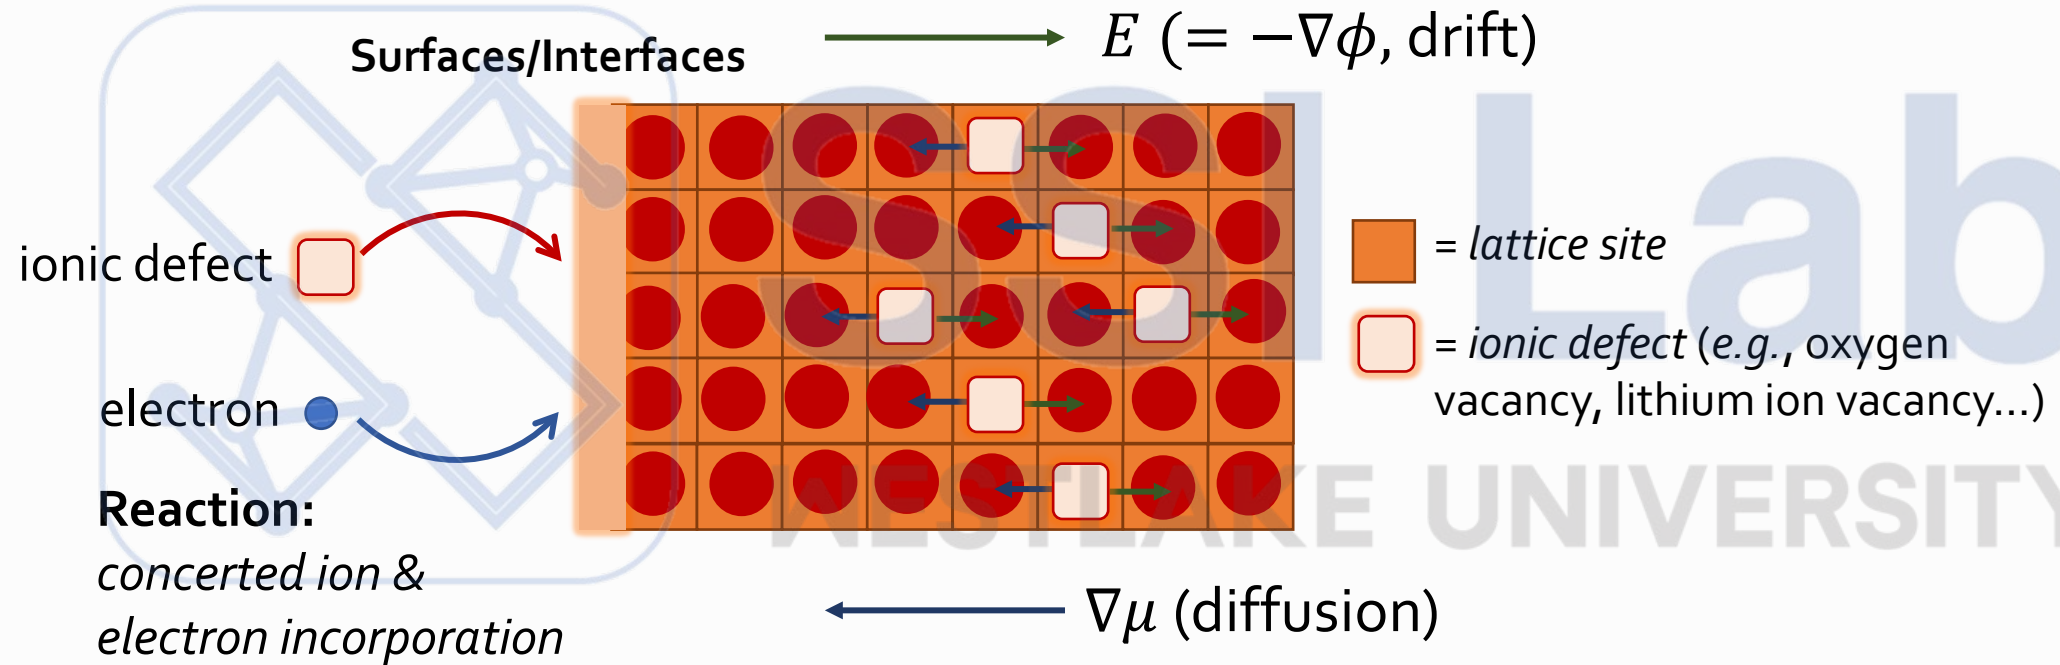 Surfaces/Interfaces
E (= −∇ϕ, drift)
ionic defect
electron
Reaction:
concerted ion &
electron incorporation
= lattice site
= ionic defect (e.g., oxygen
vacancy, lithium ion vacancy...)
∇μ (diffusion)
SSI Lab
WESTLAKE UNIVERSITY